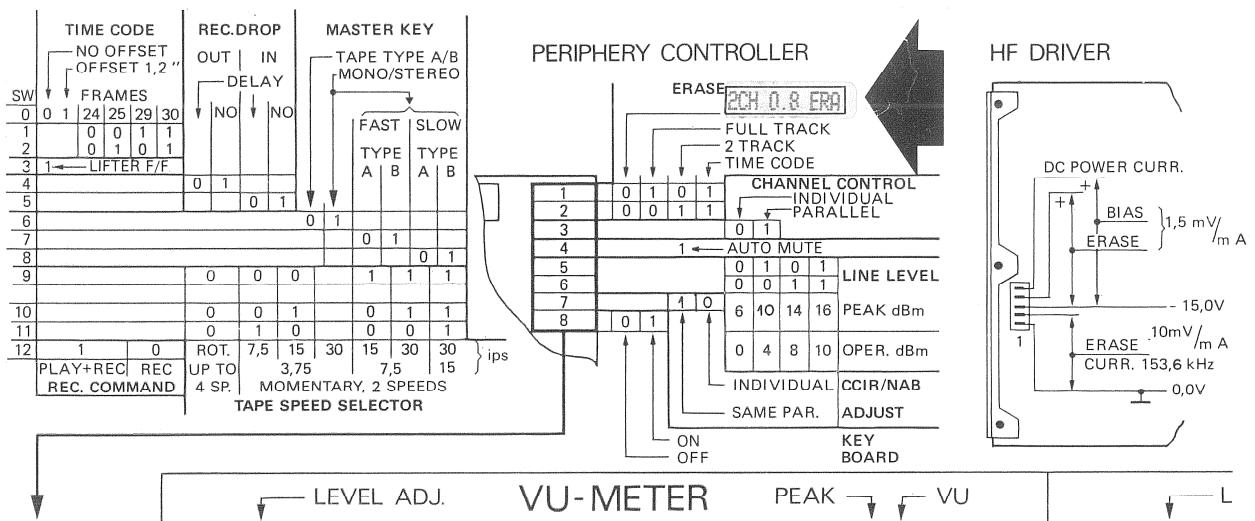 TIME CODE
NO OFFSET
OFFSET 1,2"
FRAMES
SW
0 0 1 24 25 29 30
1 0 0 1 1
2 0 1 0 1
3 1 LIFTER F/F
4
5
6
7
8
9
10
11
12 1 0
PLAY+REC REC
REC. COMMAND
REC.DROP
OUT IN
DELAY
NO NO
0 1
0 1
MASTER KEY
TAPE TYPE A/B
MONO/STEREO
FAST SLOW
TYPE TYPE
A B A B
0 1
0 1
0 1
0 0 0 1 1 1
0 0 1 0 1 1
0 1 0 0 0 1
ROT. 7,5 15 30 15 30 30 ips
UP TO 3,75 7,5 15
4 SP. MOMENTARY, 2 SPEEDS
TAPE SPEED SELECTOR
PERIPHERY CONTROLLER
ERASE 2CH 0.8 ERA
FULL TRACK
2 TRACK
TIME CODE
1 0 1 0 1
2 0 0 1 1
CHANNEL CONTROL
INDIVIDUAL
PARALLEL
3 0 1
4 1 AUTO MUTE
5 0 1 0 1
6 0 0 1 1
LINE LEVEL
7 1 0
6 10 14 16 PEAK dBm
8 0 1
0 4 8 10 OPER. dBm
INDIVIDUAL CCIR/NAB
SAME PAR. ADJUST
ON KEY
OFF BOARD
HF DRIVER
DC POWER CURR.
+ +
BIAS
ERASE
1,5 mV/m A
- 15,0V
1
ERASE 10mV/m A
CURR. 153,6 kHz
0,0V
LEVEL ADJ.
VU-METER
PEAK VU
L